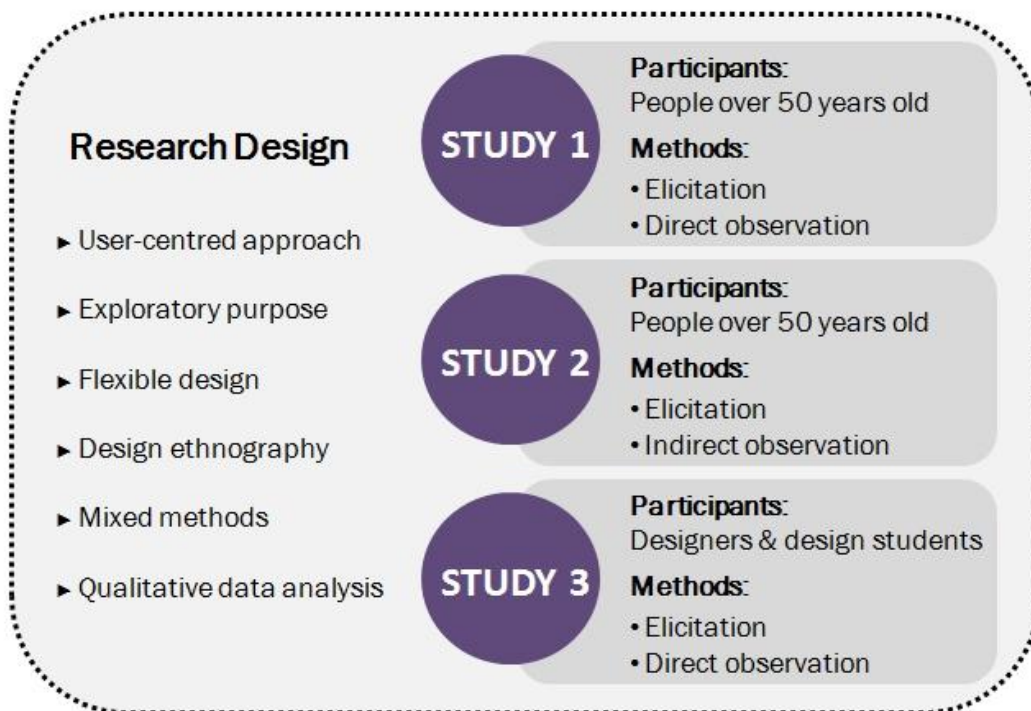 Research Design
► User-centred approach
► Exploratory purpose
► Flexible design
► Design ethnography
► Mixed methods
► Qualitative data analysis
STUDY 1
Participants:
People over 50 years old
Methods:
• Elicitation
• Direct observation
STUDY 2
Participants:
People over 50 years old
Methods:
• Elicitation
• Indirect observation
STUDY 3
Participants:
Designers & design students
Methods:
• Elicitation
• Direct observation